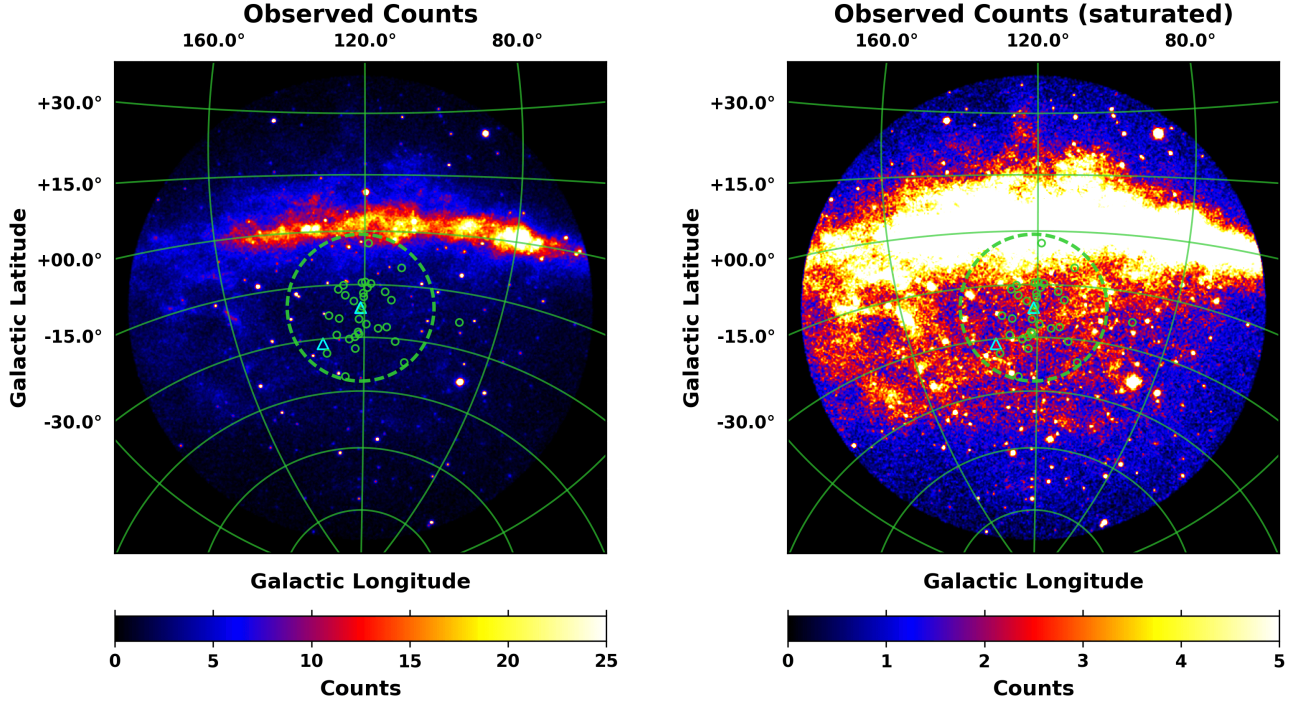 Observed Counts
160.0° 120.0° 80.0°
+30.0°
+15.0°
+00.0°
-15.0°
-30.0°
Galactic Latitude
Galactic Longitude
0 5 10 15 20 25
Counts
Observed Counts (saturated)
160.0° 120.0° 80.0°
+30.0°
+15.0°
+00.0°
-15.0°
-30.0°
Galactic Latitude
Galactic Longitude
0 1 2 3 4 5
Counts